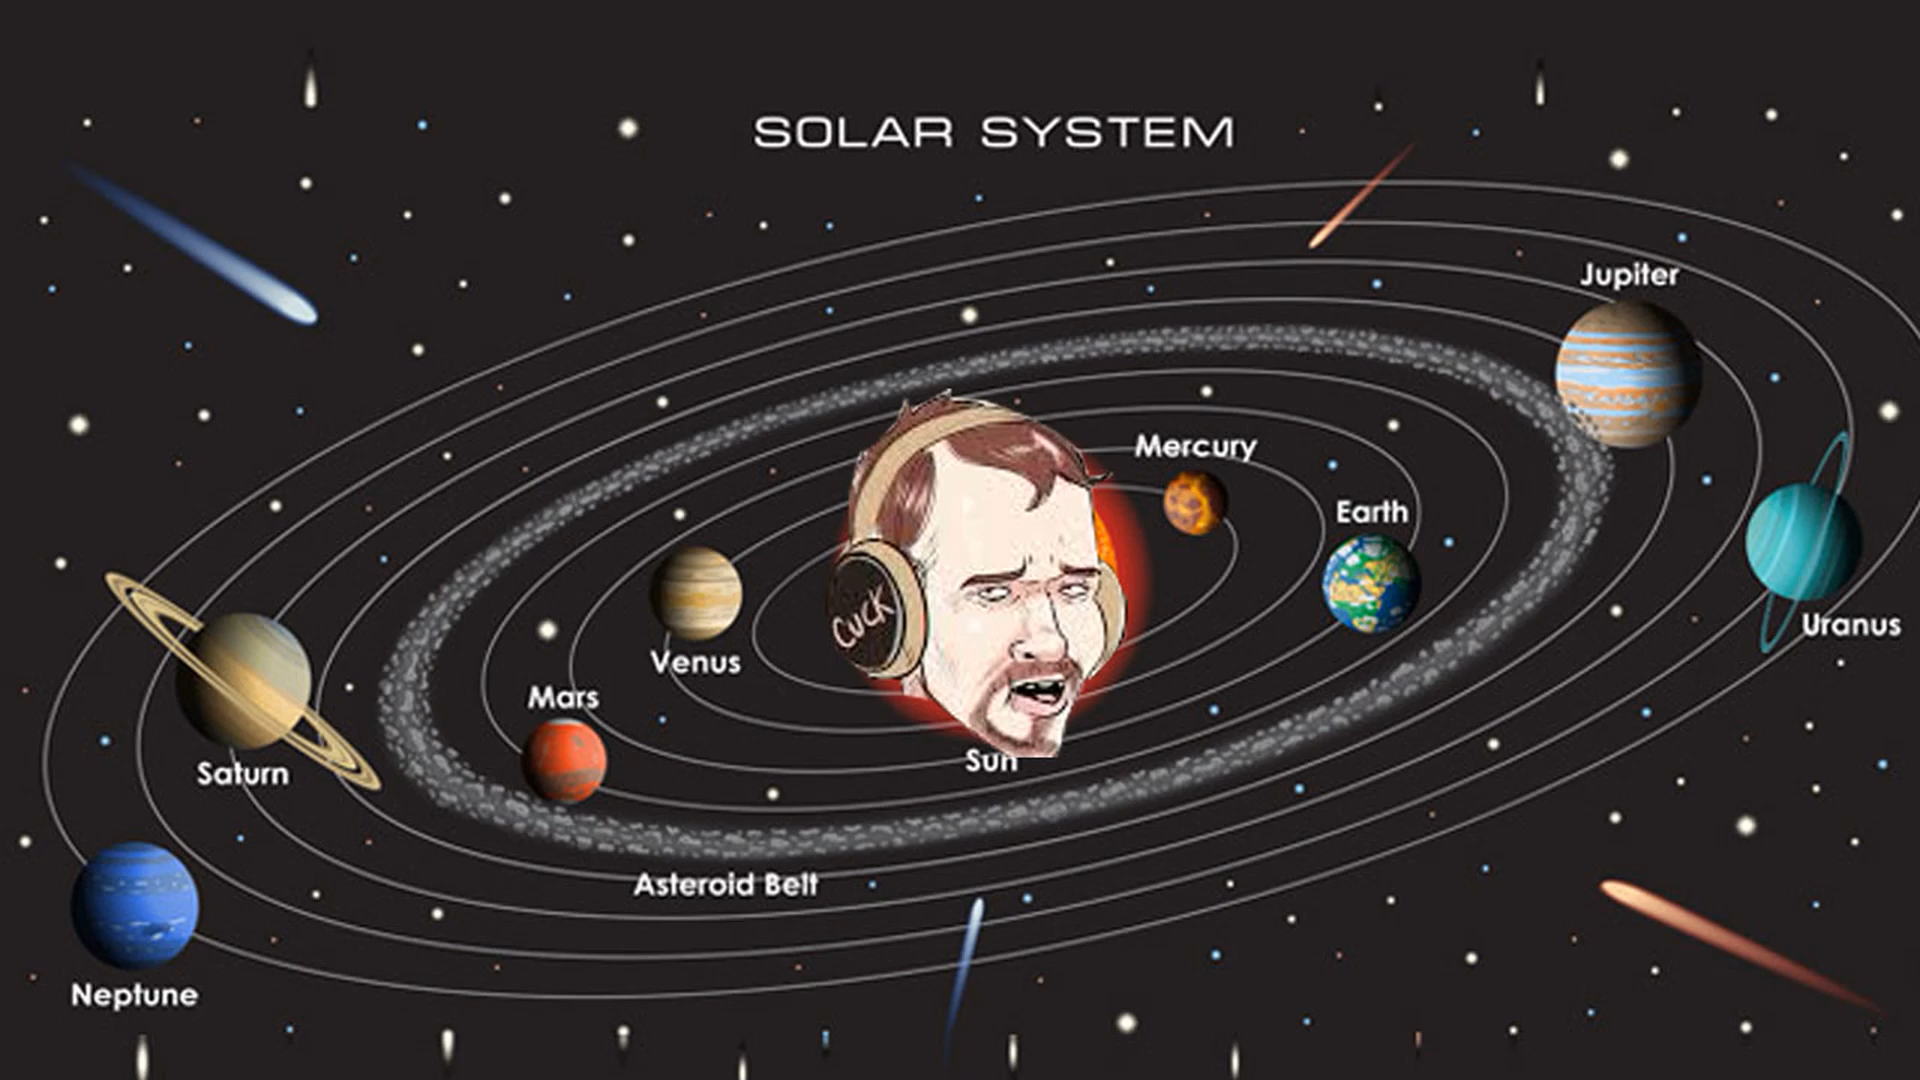 SOLAR SYSTEM
Jupiter
Mercury
Earth
Uranus
CUCK
Venus
Mars
Sun
Saturn
Asteroid Belt
Neptune